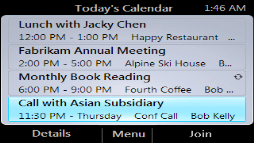 Today's Calendar 1:46 AM
Lunch with Jacky Chen
12:00 PM - 1:00 PM Happy Restaurant ...
Fabrikam Annual Meeting
2:00 PM - 5:00 PM Alpine Ski House B...
Monthly Book Reading
6:00 PM - 9:00 PM Fourth Coffee Bob ...
Call with Asian Subsidiary
11:30 PM - Thursday Conf Call Bob Kelly
Details Menu Join